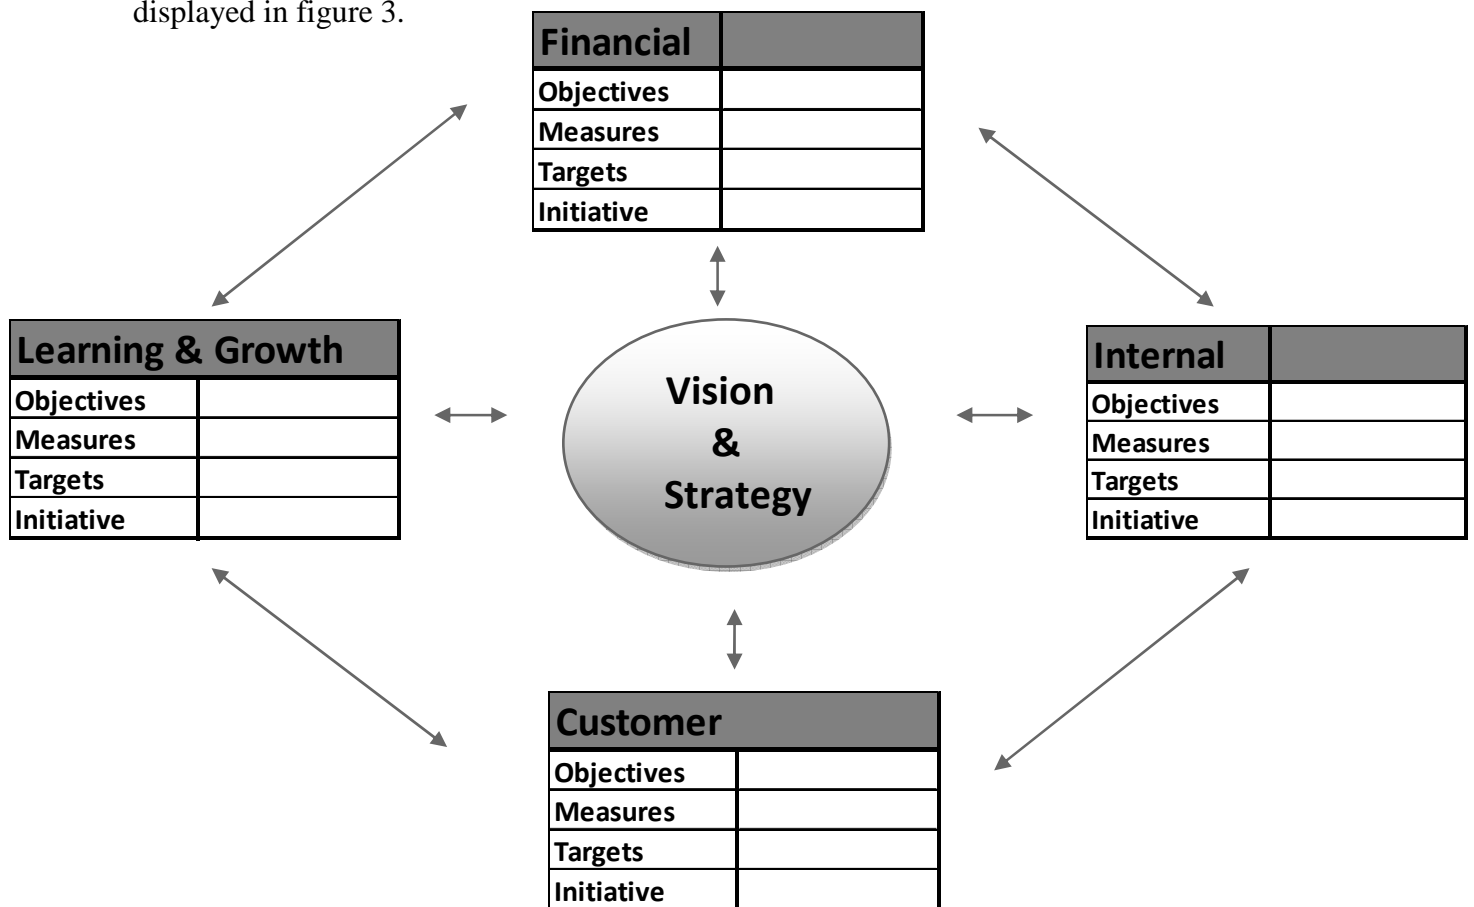 displayed in figure 3.
Financial
Objectives
Measures
Targets
Initiative
Learning & Growth
Objectives
Measures
Targets
Initiative
Vision
&
Strategy
Internal
Objectives
Measures
Targets
Initiative
Customer
Objectives
Measures
Targets
Initiative